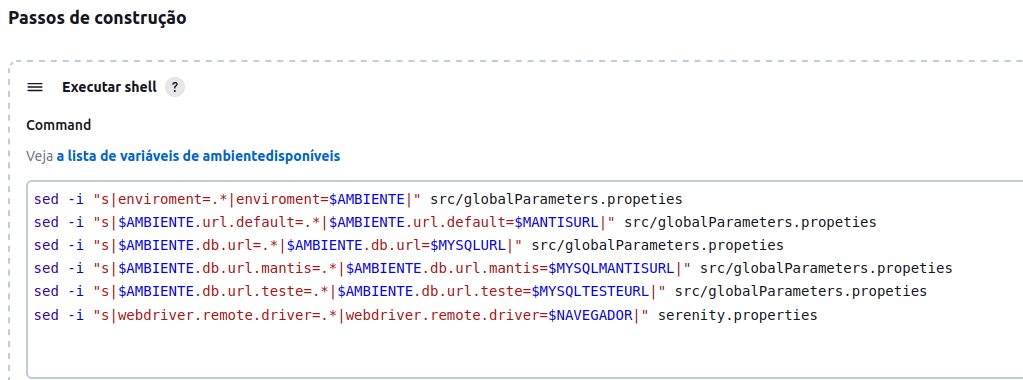 Passos de construção
Executar shell ?
Command
Veja a lista de variáveis de ambientedisponíveis
sed -i "s|enviroment=.*|enviroment=$AMBIENTE|" src/globalParameters.propeties
sed -i "s|$AMBIENTE.url.default=.*|$AMBIENTE.url.default=$MANTISURL|" src/globalParameters.propeties
sed -i "s|$AMBIENTE.db.url=.*|$AMBIENTE.db.url=$MYSQLURL|" src/globalParameters.propeties
sed -i "s|$AMBIENTE.db.url.mantis=.*|$AMBIENTE.db.url.mantis=$MYSQLMANTISURL|" src/globalParameters.propeties
sed -i "s|$AMBIENTE.db.url.teste=.*|$AMBIENTE.db.url.teste=$MYSQLTESTEURL|" src/globalParameters.propeties
sed -i "s|webdriver.remote.driver=.*|webdriver.remote.driver=$NAVEGADOR|" serenity.properties